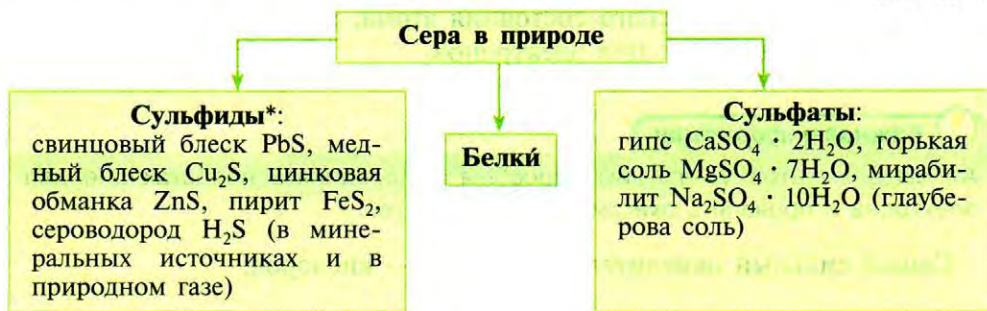 Сера в природе
Сульфиды*:
свинцовый блеск PbS, мед-
ный блеск Cu₂S, цинковая
обманка ZnS, пирит FeS₂,
сероводород H₂S (в мине-
ральных источниках и в
природном газе)
Белки́
Сульфаты:
гипс CaSO₄ · 2H₂O, горькая
соль MgSO₄ · 7H₂O, мираби-
лит Na₂SO₄ · 10H₂O (глаубе-
рова соль)